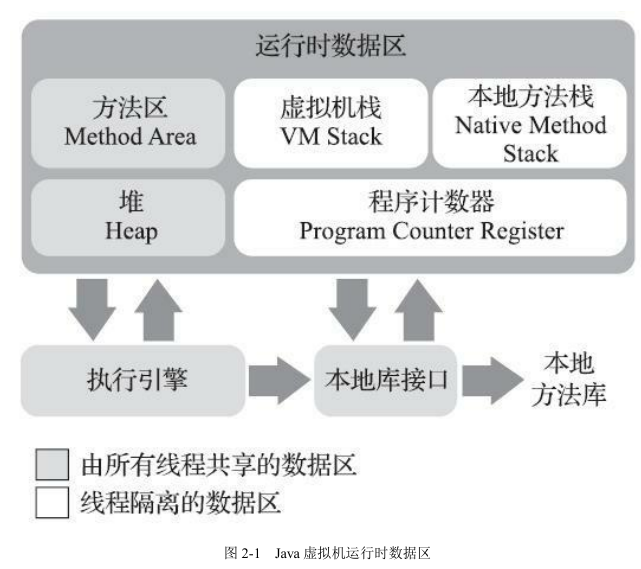 运行时数据区
方法区
Method Area
虚拟机栈
VM Stack
本地方法栈
Native Method
Stack
堆
Heap
程序计数器
Program Counter Register
执行引擎
本地库接口
本地
方法库
由所有线程共享的数据区
线程隔离的数据区
图 2-1 Java 虚拟机运行时数据区